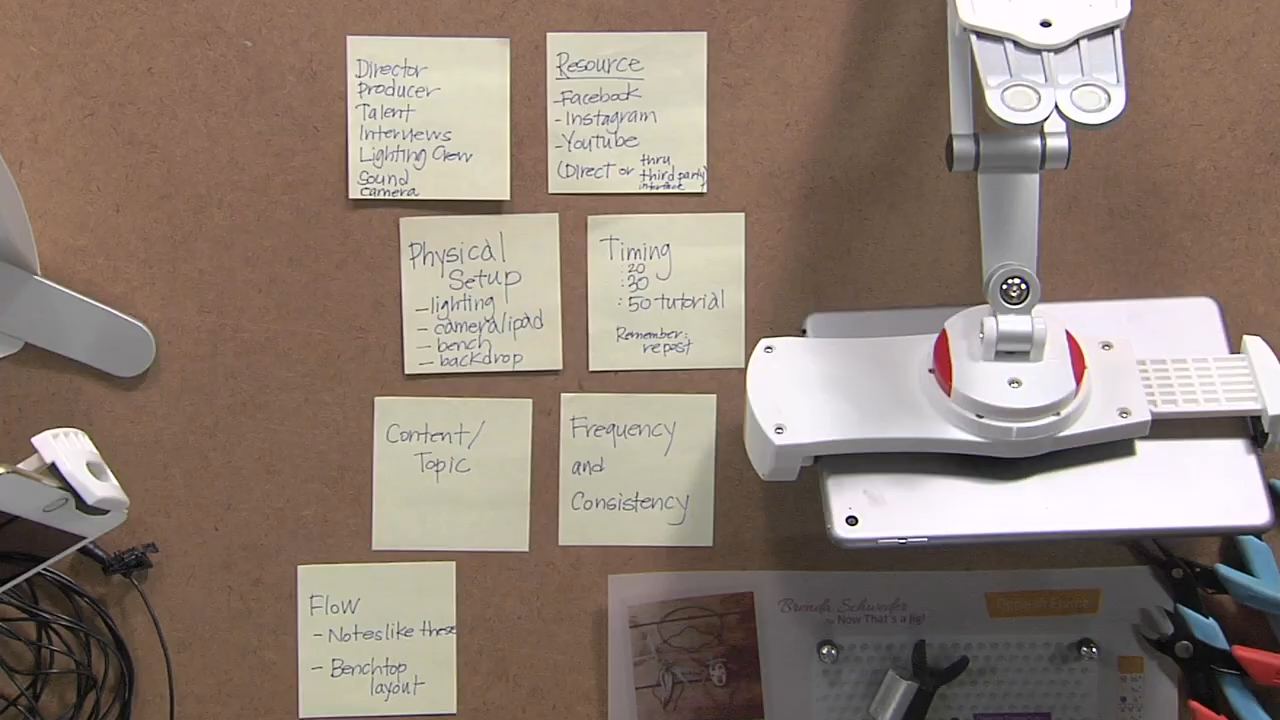 Director
Producer
Talent
Interviews
Lighting Crew
Sound
Camera
Resource
-Facebook
-Instagram
-Youtube
(Direct or thru
third party
interface)
Physical
Setup
-lighting
-camera/ipad
-bench
-backdrop
Timing
:20
:30
:50 tutorial
Remember:
repost
Content/
Topic
Frequency
and
Consistency
Flow
-Notes like these
-Benchtop
layout
Brenda Schweder
Now That's a Jig!